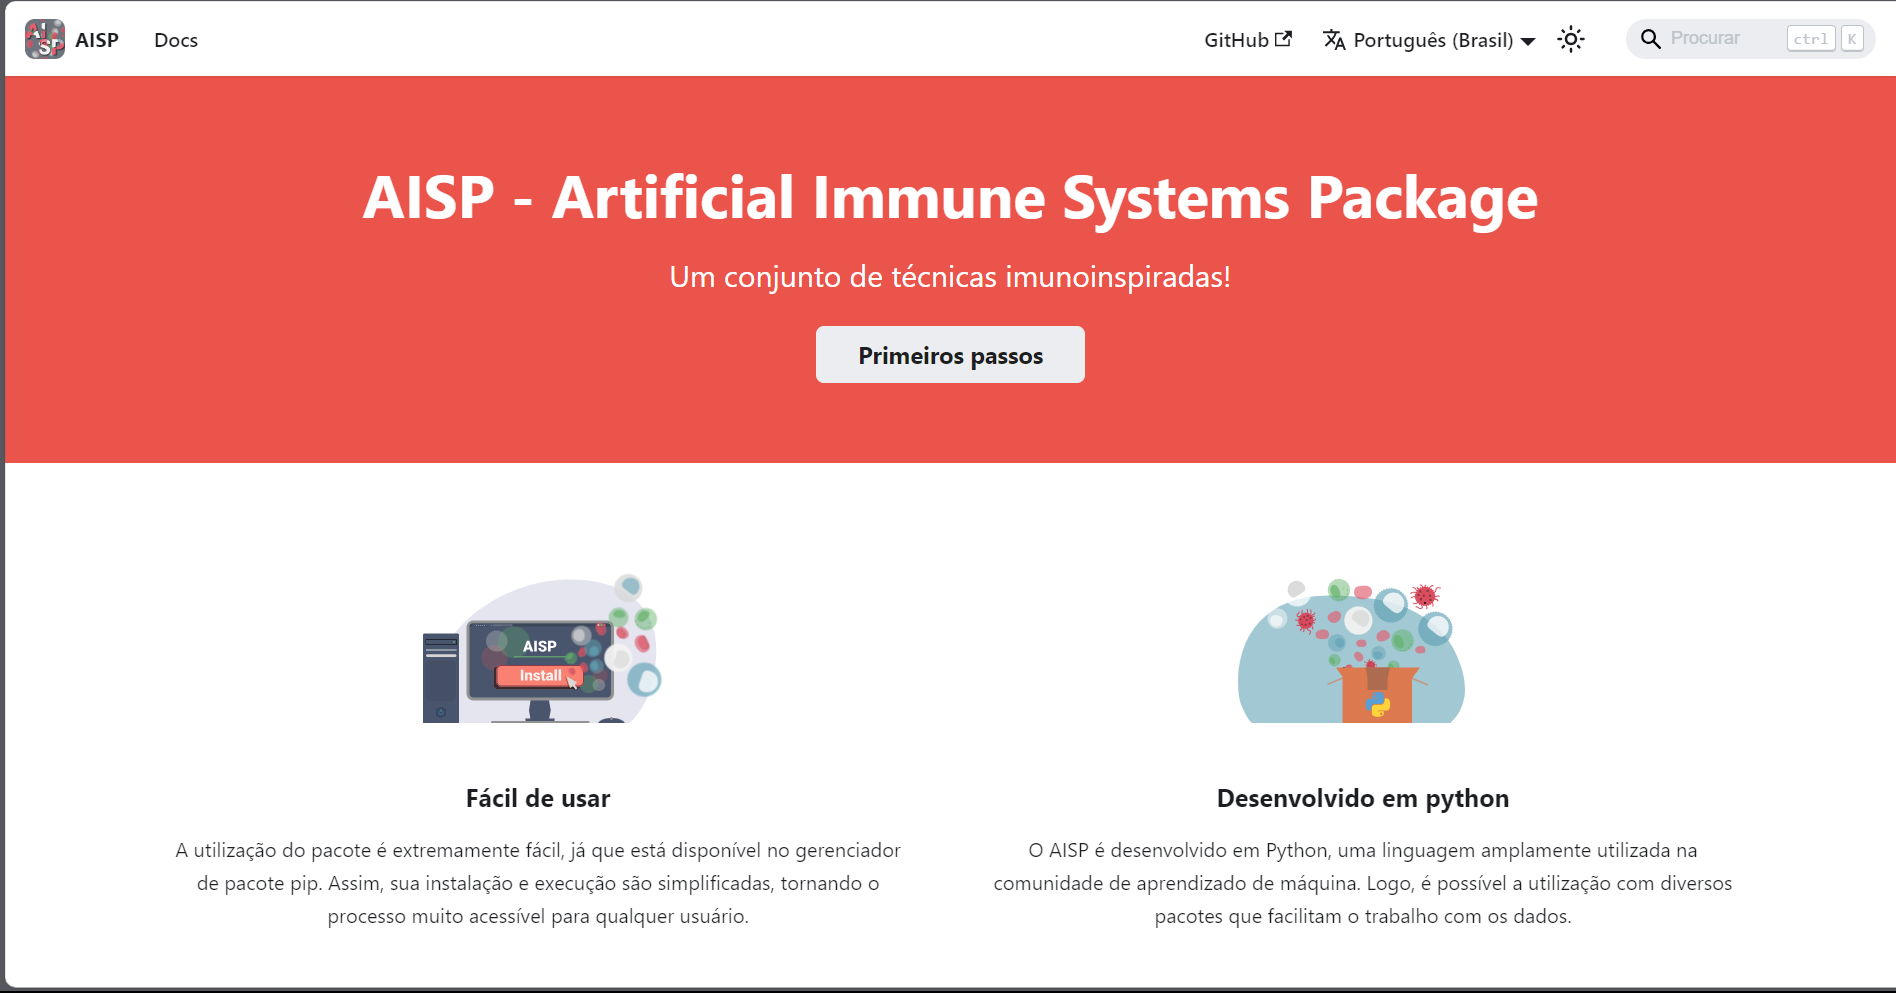 AISP
AISP Docs GitHub Português (Brasil) Procurar ctrl K
AISP - Artificial Immune Systems Package
Um conjunto de técnicas imunoinspiradas!
Primeiros passos
AISP
Install
Fácil de usar
A utilização do pacote é extremamente fácil, já que está disponível no gerenciador
de pacote pip. Assim, sua instalação e execução são simplificadas, tornando o
processo muito acessível para qualquer usuário.
Desenvolvido em python
O AISP é desenvolvido em Python, uma linguagem amplamente utilizada na
comunidade de aprendizado de máquina. Logo, é possível a utilização com diversos
pacotes que facilitam o trabalho com os dados.